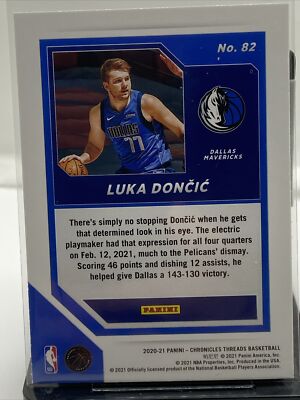 No. 82
DALLAS
77
DALLAS
MAVERICKS
LUKA DONČIĆ
There's simply no stopping Dončić when he gets
that determined look in his eye. The electric
playmaker had that expression for all four quarters
on Feb. 12, 2021, much to the Pelicans' dismay.
Scoring 46 points and dishing 12 assists, he
helped give Dallas a 143-130 victory.
PANINI
2020-21 PANINI – CHRONICLES THREADS BASKETBALL
© 2021 Panini America, Inc.
© 2021 NBA Properties, Inc. Produced in the USA.
© 2021 Officially licensed product of the National Basketball Players Association.
NBA